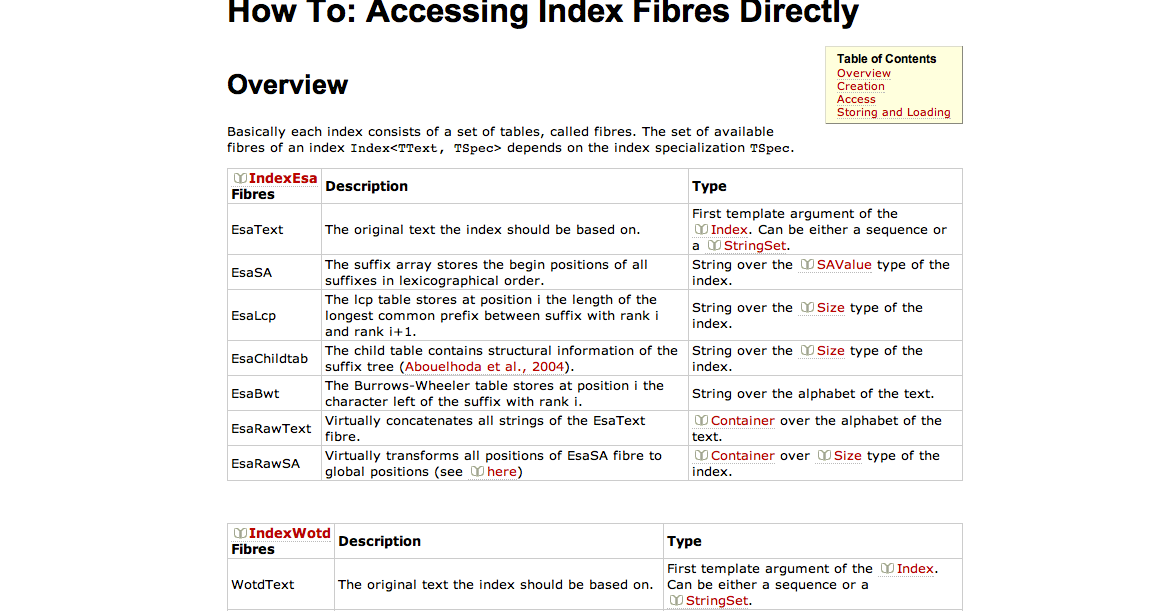 How To: Accessing Index Fibres Directly
Table of Contents
Overview
Creation
Access
Storing and Loading
Overview
Basically each index consists of a set of tables, called fibres. The set of available
fibres of an index Index<TText, TSpec> depends on the index specialization TSpec.
IndexEsa
Fibres
Description
Type
EsaText
The original text the index should be based on.
First template argument of the
Index. Can be either a sequence or
a StringSet.
EsaSA
The suffix array stores the begin positions of all
suffixes in lexicographical order.
String over the SAValue type of the
index.
EsaLcp
The lcp table stores at position i the length of the
longest common prefix between suffix with rank i
and rank i+1.
String over the Size type of the
index.
EsaChildtab
The child table contains structural information of the
suffix tree (Abouelhoda et al., 2004).
String over the Size type of the
index.
EsaBwt
The Burrows-Wheeler table stores at position i the
character left of the suffix with rank i.
String over the alphabet of the text.
EsaRawText
Virtually concatenates all strings of the EsaText
fibre.
Container over the alphabet of the
text.
EsaRawSA
Virtually transforms all positions of EsaSA fibre to
global positions (see here)
Container over Size type of the
index.
IndexWotd
Fibres
Description
Type
WotdText
The original text the index should be based on.
First template argument of the Index.
Can be either a sequence or a
StringSet.